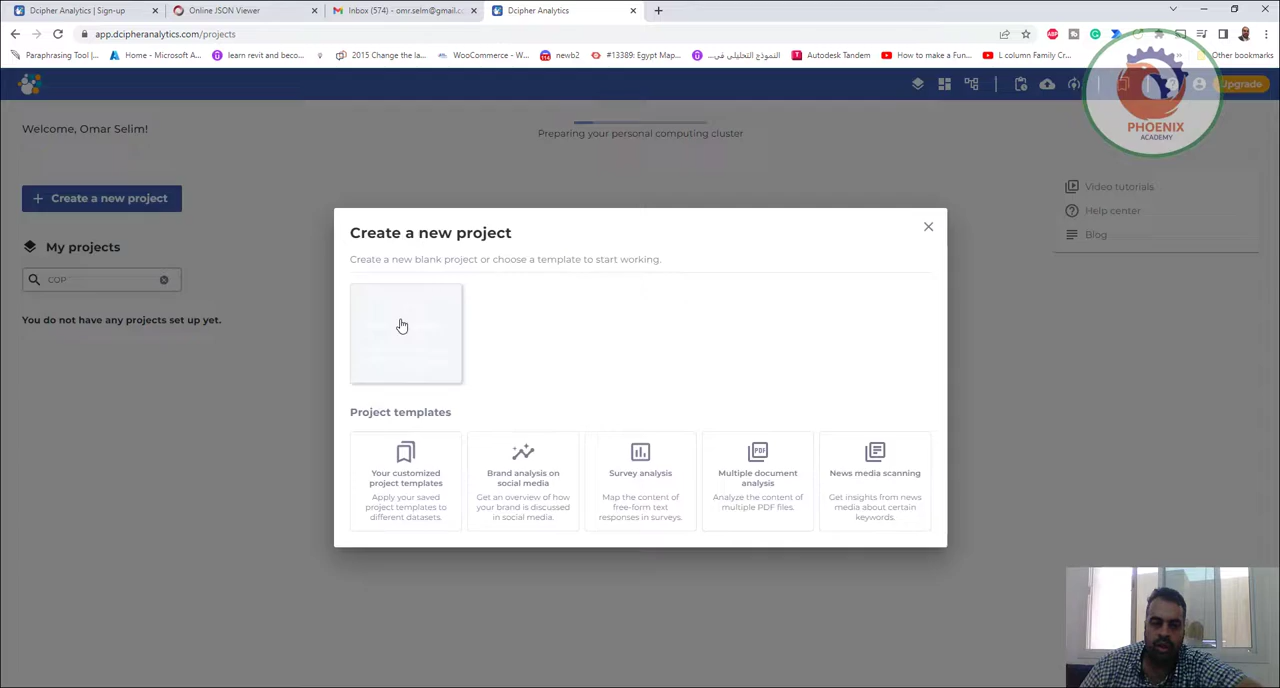 Dcipher Analytics | Sign-up
Online JSON Viewer
Inbox (574) - omr.selm@gmail.cc
Dcipher Analytics
app.dcipheranalytics.com/projects
Paraphrasing Tool |
Home - Microsoft A...
learn revit and beco...
(1) 2015 Change the la...
WooCommerce - W...
newb2
#13389: Egypt Map...
النموذج التحليلي في...
Autodesk Tandem
How to make a Fun...
L column Family Cr...
Other bookmarks
Upgrade
PHOENIX
ACADEMY
Welcome, Omar Selim!
Preparing your personal computing cluster
+ Create a new project
My projects
COP
You do not have any projects set up yet.
Video tutorials
Help center
Blog
Create a new project
Create a new blank project or choose a template to start working.
Project templates
Your customized
project templates
Apply your saved
project templates to
different datasets.
Brand analysis on
social media
Get an overview of how
your brand is discussed
in social media.
Survey analysis
Map the content of
free-form text
responses in surveys.
PDF
Multiple document
analysis
Analyze the content of
multiple PDF files.
News media scanning
Get insights from news
media about certain
keywords.